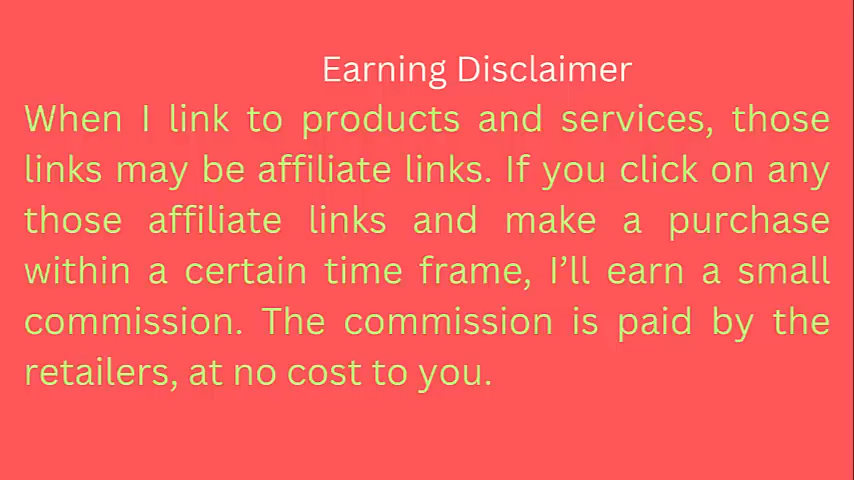 Earning Disclaimer
When I link to products and services, those
links may be affiliate links. If you click on any
those affiliate links and make a purchase
within a certain time frame, I’ll earn a small
commission. The commission is paid by the
retailers, at no cost to you.